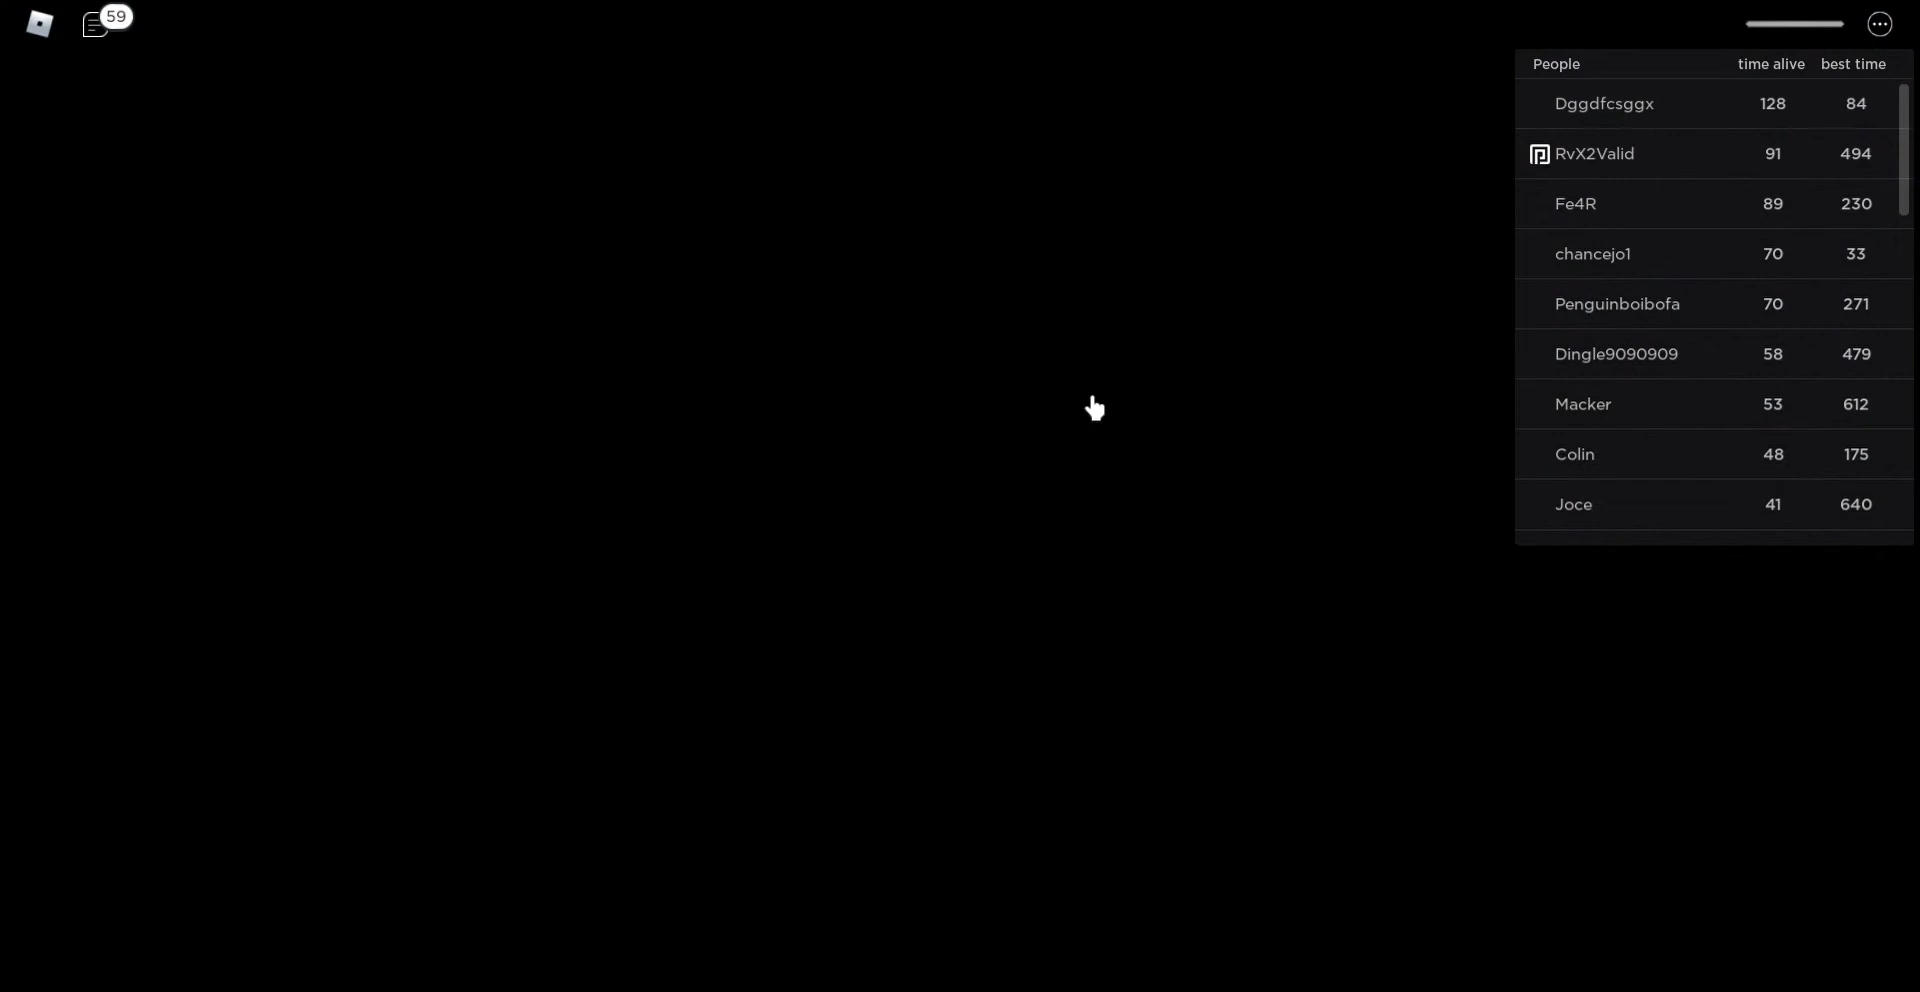 59
People time alive best time
Dggdfcsggx 128 84
RvX2Valid 91 494
Fe4R 89 230
chancejo1 70 33
Penguinboibofa 70 271
Dingle9090909 58 479
Macker 53 612
Colin 48 175
Joce 41 640